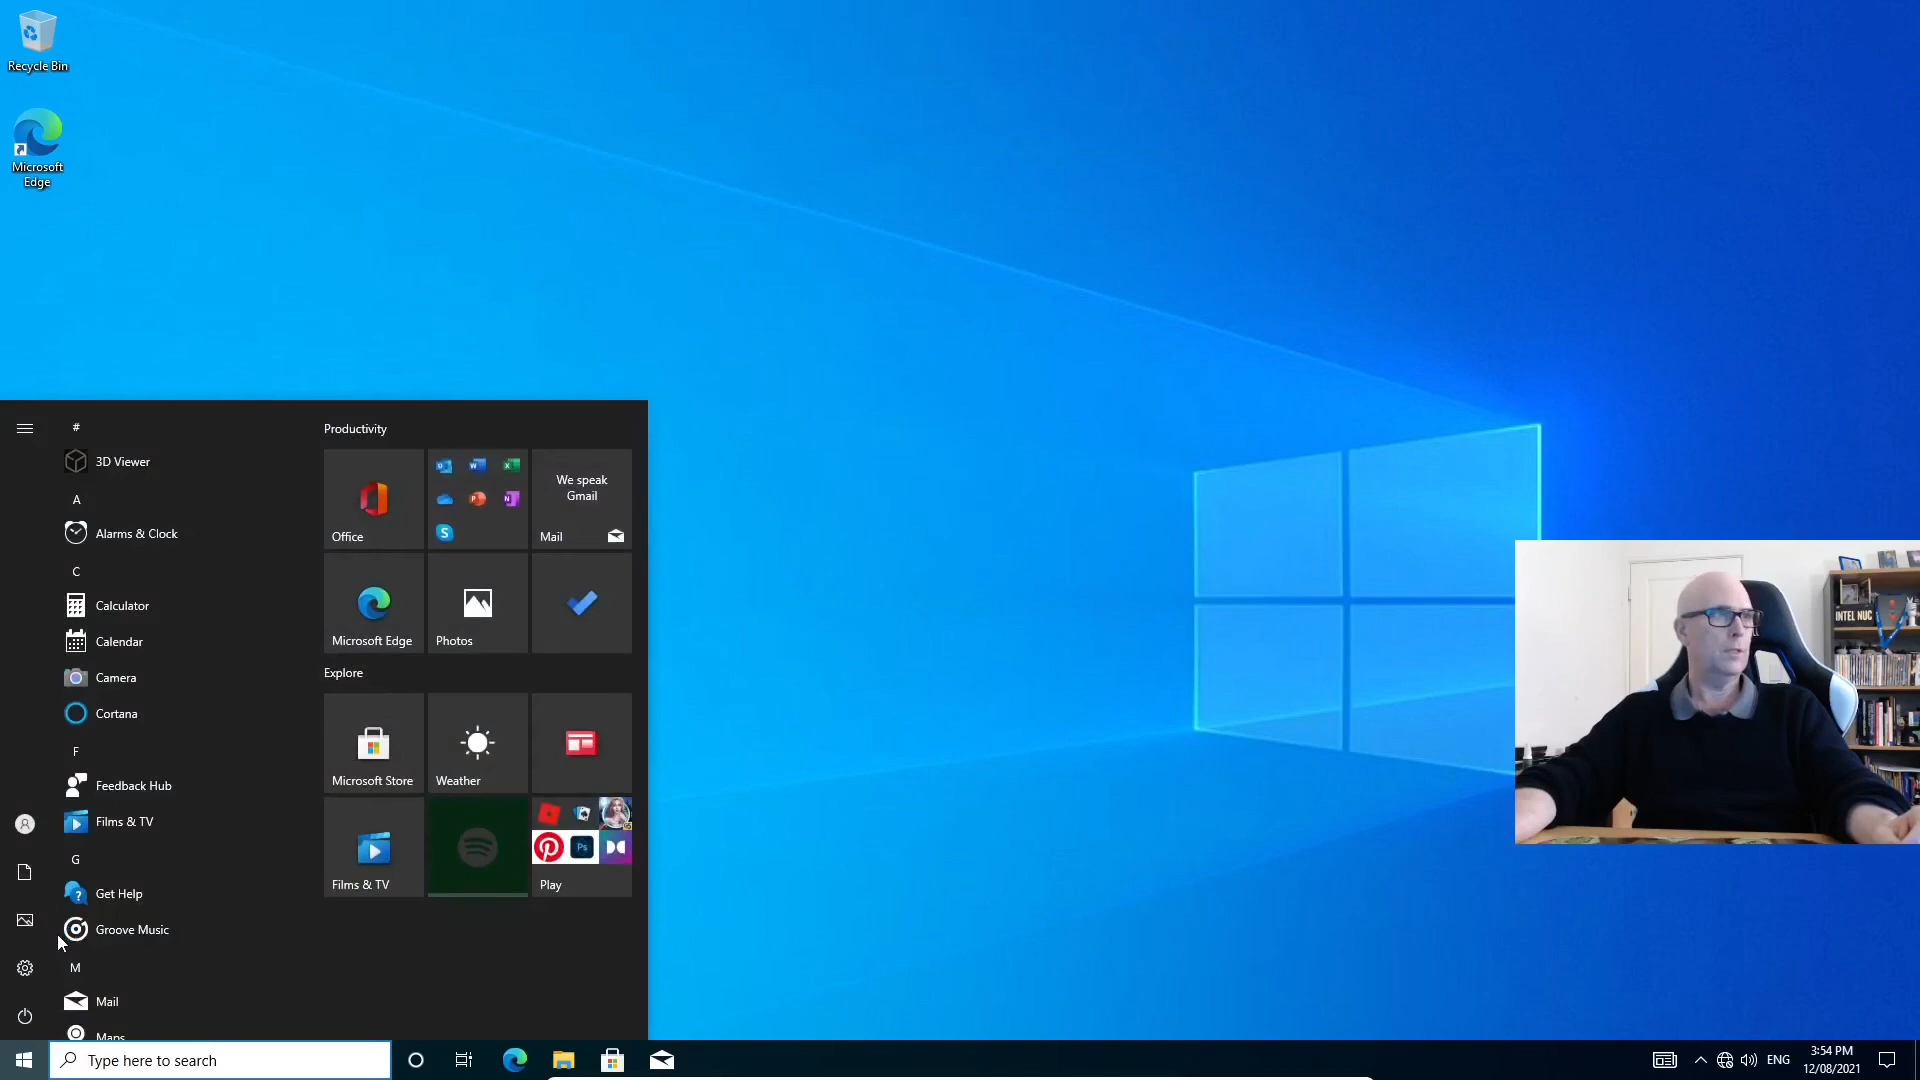 Recycle Bin
Microsoft
Edge
#
3D Viewer
A
Alarms & Clock
C
Calculator
Calendar
Camera
Cortana
F
Feedback Hub
Films & TV
G
Get Help
Groove Music
M
Mail
Maps
Productivity
Office
We speak
Gmail
Mail
Microsoft Edge
Photos
Explore
Microsoft Store
Weather
Films & TV
Ps
Play
INTEL NUC
Type here to search
ENG
3:54 PM
12/08/2021